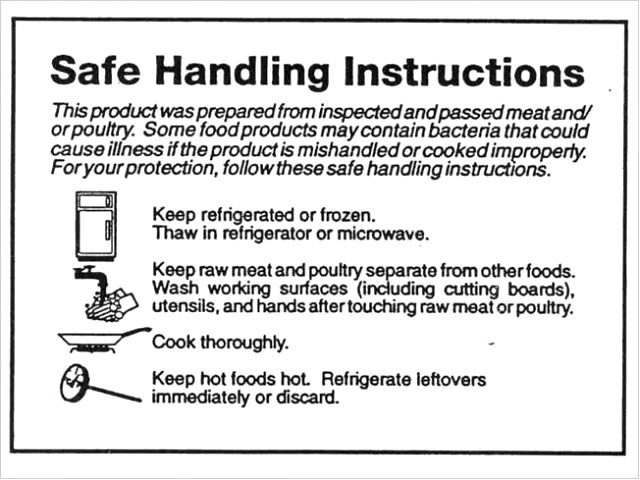 Safe Handling Instructions
This product was prepared from inspected and passed meat and/
or poultry. Some food products may contain bacteria that could
cause illness if the product is mishandled or cooked improperly.
For your protection, follow these safe handling instructions.
Keep refrigerated or frozen.
Thaw in refrigerator or microwave.
Keep raw meat and poultry separate from other foods.
Wash working surfaces (including cutting boards),
utensils, and hands after touching raw meat or poultry.
Cook thoroughly.
Keep hot foods hot. Refrigerate leftovers
immediately or discard.